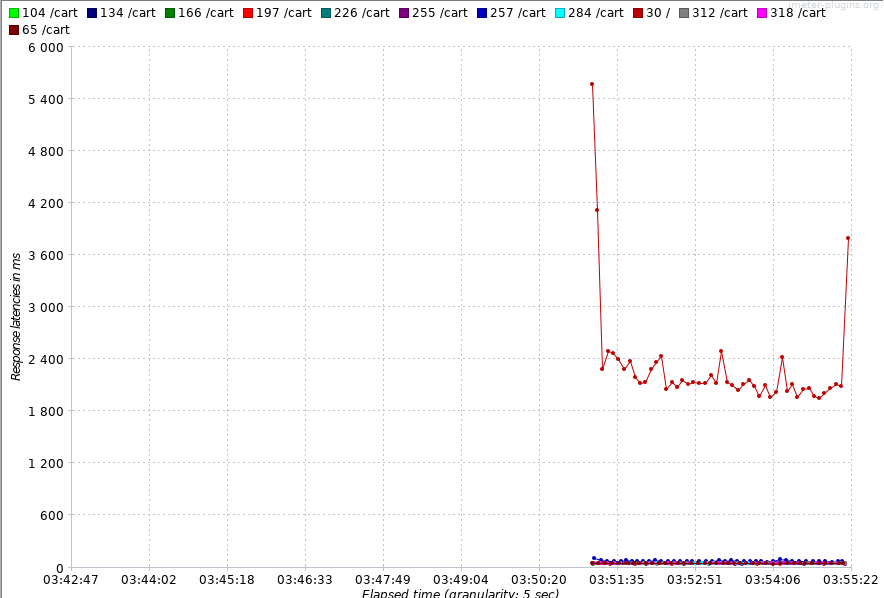 104 /cart 134 /cart 166 /cart 197 /cart 226 /cart 255 /cart 257 /cart 284 /cart 30 / 312 /cart 318 /cart
jmeter-plugins.org
65 /cart
6 000
5 400
4 800
4 200
3 600
3 000
2 400
1 800
1 200
600
0
Response latencies in ms
03:42:47 03:44:02 03:45:18 03:46:33 03:47:49 03:49:04 03:50:20 03:51:35 03:52:51 03:54:06 03:55:22
Elapsed time (granularity: 5 sec)